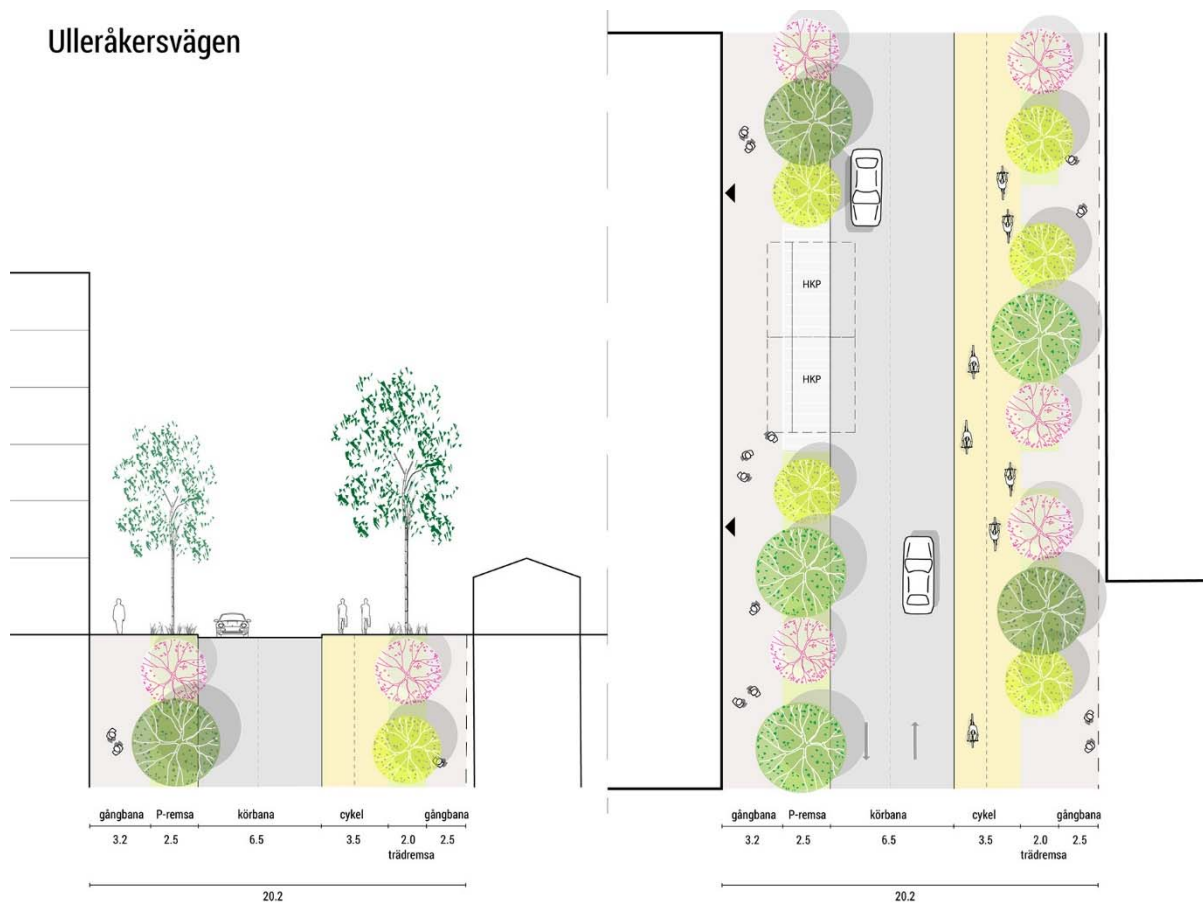 Ulleråkersvägen
HKP
HKP
gångbana P-remsa körbana cykel gångbana
3.2 2.5 6.5 3.5 2.0 2.5
trädremsa
20.2
gångbana P-remsa körbana cykel gångbana
3.2 2.5 6.5 3.5 2.0 2.5
trädremsa
20.2